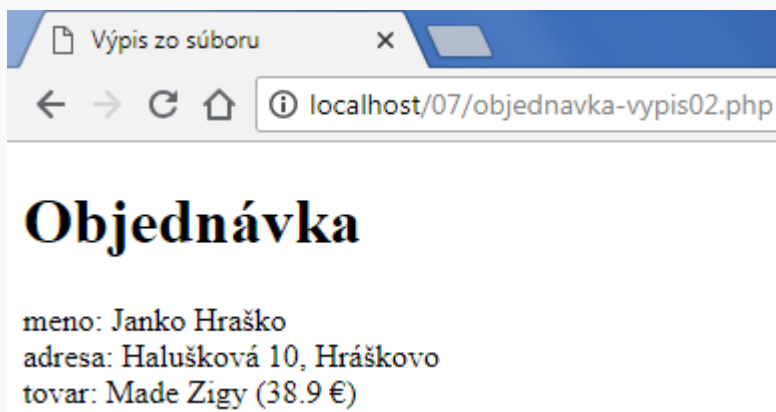 Výpis zo súboru
localhost/07/objednavka-vypis02.php
Objednávka
meno: Janko Hraško
adresa: Halušková 10, Hráškovo
tovar: Made Zigy (38.9 €)